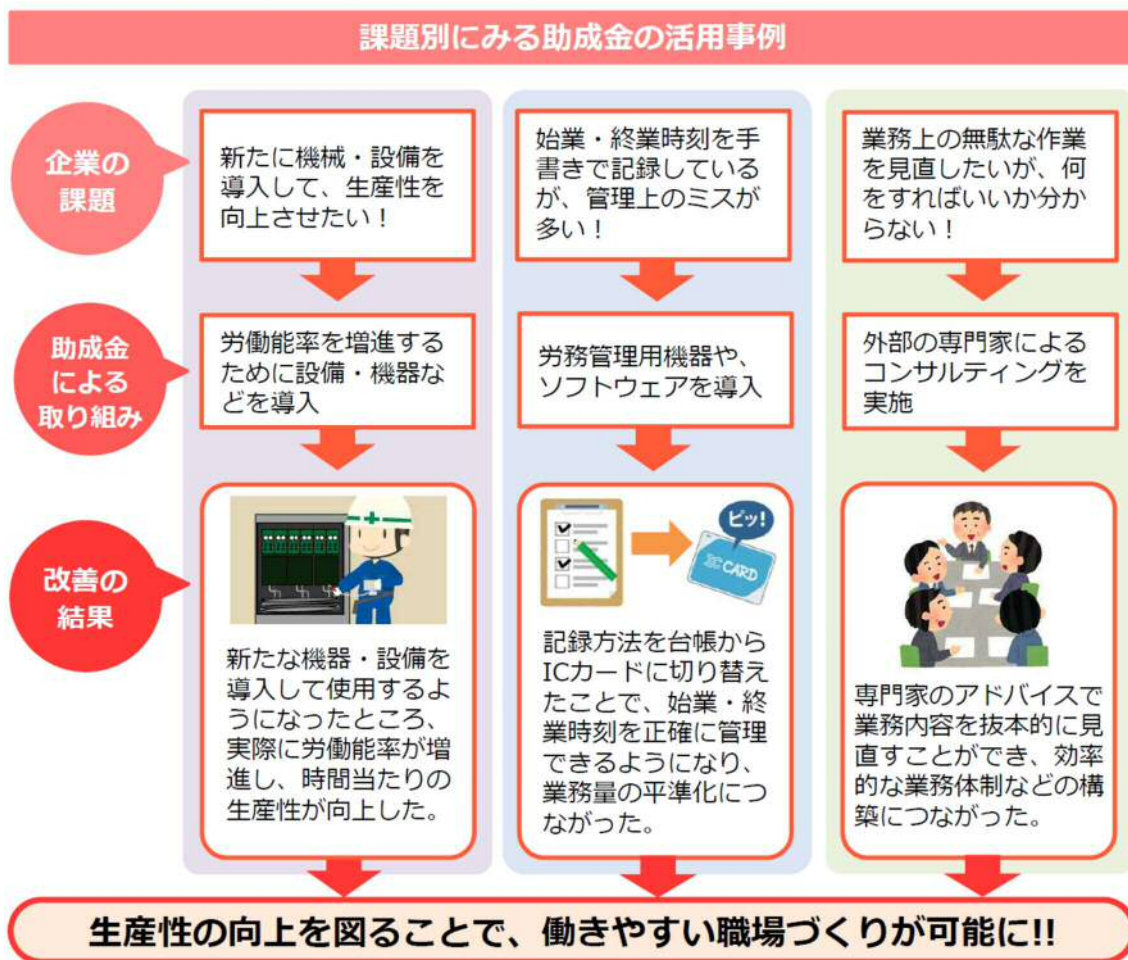 課題別にみる助成金の活用事例
企業の
課題
新たに機械・設備を
導入して、生産性を
向上させたい！
始業・終業時刻を手
書きで記録している
が、管理上のミスが
多い！
業務上の無駄な作業
を見直したいが、何
をすればいいか分か
らない！
助成金
による
取り組み
労働能率を増進する
ために設備・機器な
どを導入
労務管理用機器や、
ソフトウェアを導入
外部の専門家による
コンサルティングを
実施
改善の
結果
新たな機器・設備を
導入して使用するよ
うになったところ、
実際に労働能率が増
進し、時間当たりの
生産性が向上した。
ピッ!
IC CARD
記録方法を台帳から
ICカードに切り替え
たことで、始業・終
業時刻を正確に管理
できるようになり、
業務量の平準化につ
ながった。
専門家のアドバイスで
業務内容を抜本的に見
直すことができ、効率
的な業務体制などの構
築につながった。
生産性の向上を図ることで、働きやすい職場づくりが可能に!!